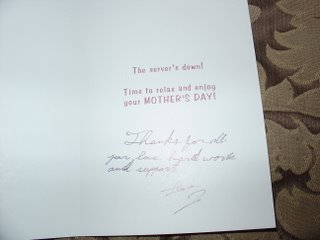 The server's down!
Time to relax and enjoy
your MOTHER'S DAY!
Thanks for all
your love, hard work
and support